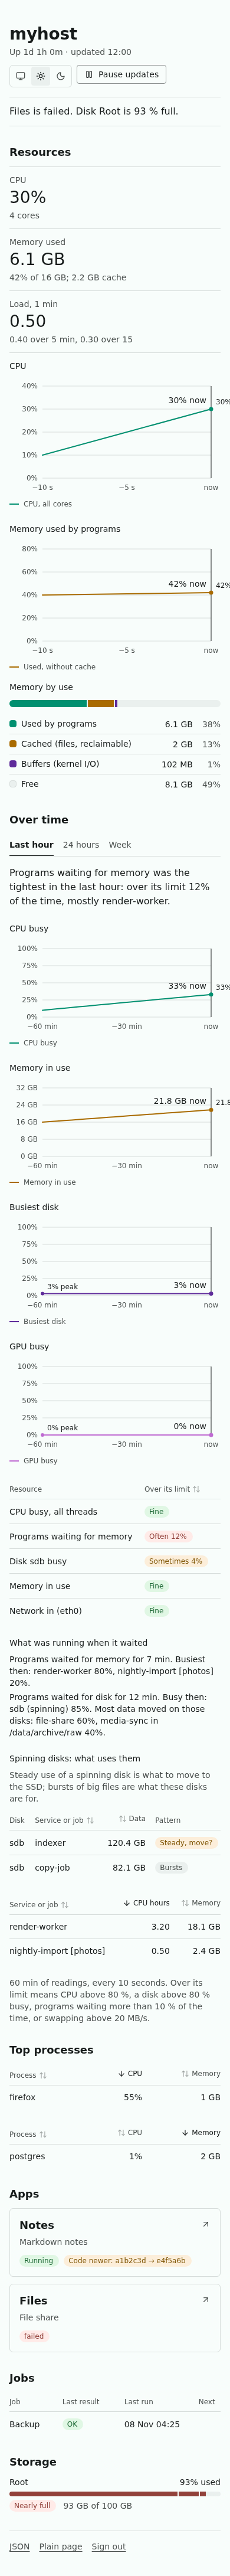 myhost
Up 1d 1h 0m · updated 12:00
Pause updates
Files is failed. Disk Root is 93 % full.
Resources
CPU
30%
4 cores
Memory used
6.1 GB
42% of 16 GB; 2.2 GB cache
Load, 1 min
0.50
0.40 over 5 min, 0.30 over 15
CPU
40%
30% now
30%
30%
20%
10%
0%
−10 s
−5 s
now
CPU, all cores
Memory used by programs
80%
60%
42% now
42%
40%
20%
0%
−10 s
−5 s
now
Used, without cache
Memory by use
Used by programs 6.1 GB 38%
Cached (files, reclaimable) 2 GB 13%
Buffers (kernel I/O) 102 MB 1%
Free 8.1 GB 49%
Over time
Last hour 24 hours Week
Programs waiting for memory was the
tightest in the last hour: over its limit 12%
of the time, mostly render-worker.
CPU busy
100%
75%
50%
33% now
33%
25%
0%
−60 min
−30 min
now
CPU busy
Memory in use
32 GB
24 GB
21.8 GB now
21.8
16 GB
8 GB
0 GB
−60 min
−30 min
now
Memory in use
Busiest disk
100%
75%
50%
25%
3% peak
3% now
0%
−60 min
−30 min
now
Busiest disk
GPU busy
100%
75%
50%
25%
0% peak
0% now
0%
−60 min
−30 min
now
GPU busy
Resource Over its limit
CPU busy, all threads Fine
Programs waiting for memory Often 12%
Disk sdb busy Sometimes 4%
Memory in use Fine
Network in (eth0) Fine
What was running when it waited
Programs waited for memory for 7 min. Busiest
then: render-worker 80%, nightly-import [photos]
20%.
Programs waited for disk for 12 min. Busy then:
sdb (spinning) 85%. Most data moved on those
disks: file-share 60%, media-sync in
/data/archive/raw 40%.
Spinning disks: what uses them
Steady use of a spinning disk is what to move to
the SSD; bursts of big files are what these disks
are for.
Disk Service or job Data Pattern
sdb indexer 120.4 GB Steady, move?
sdb copy-job 82.1 GB Bursts
Service or job CPU hours Memory
render-worker 3.20 18.1 GB
nightly-import [photos] 0.50 2.4 GB
60 min of readings, every 10 seconds. Over its
limit means CPU above 80 %, a disk above 80 %
busy, programs waiting more than 10 % of the
time, or swapping above 20 MB/s.
Top processes
Process CPU Memory
firefox 55% 1 GB
Process CPU Memory
postgres 1% 2 GB
Apps
Notes
Markdown notes
Running Code newer: a1b2c3d → e4f5a6b
Files
File share
failed
Jobs
Job Last result Last run Next
Backup OK 08 Nov 04:25
Storage
Root 93% used
Nearly full 93 GB of 100 GB
JSON Plain page Sign out